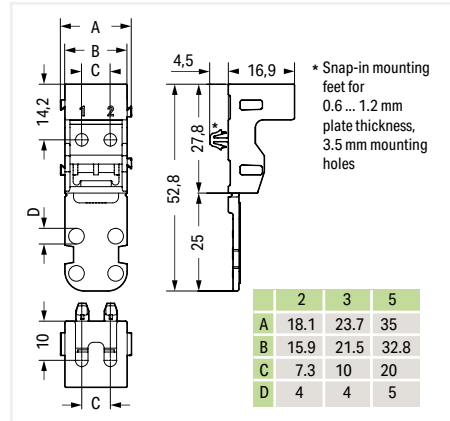 A
B
C
4,5
16,9
* Snap-in mounting
feet for
0.6 ... 1.2 mm
plate thickness,
3.5 mm mounting
holes
14,2
1 2
*
27,8
52,8
D
25
10
C
2 3 5
A 18.1 23.7 35
B 15.9 21.5 32.8
C 7.3 10 20
D 4 4 5